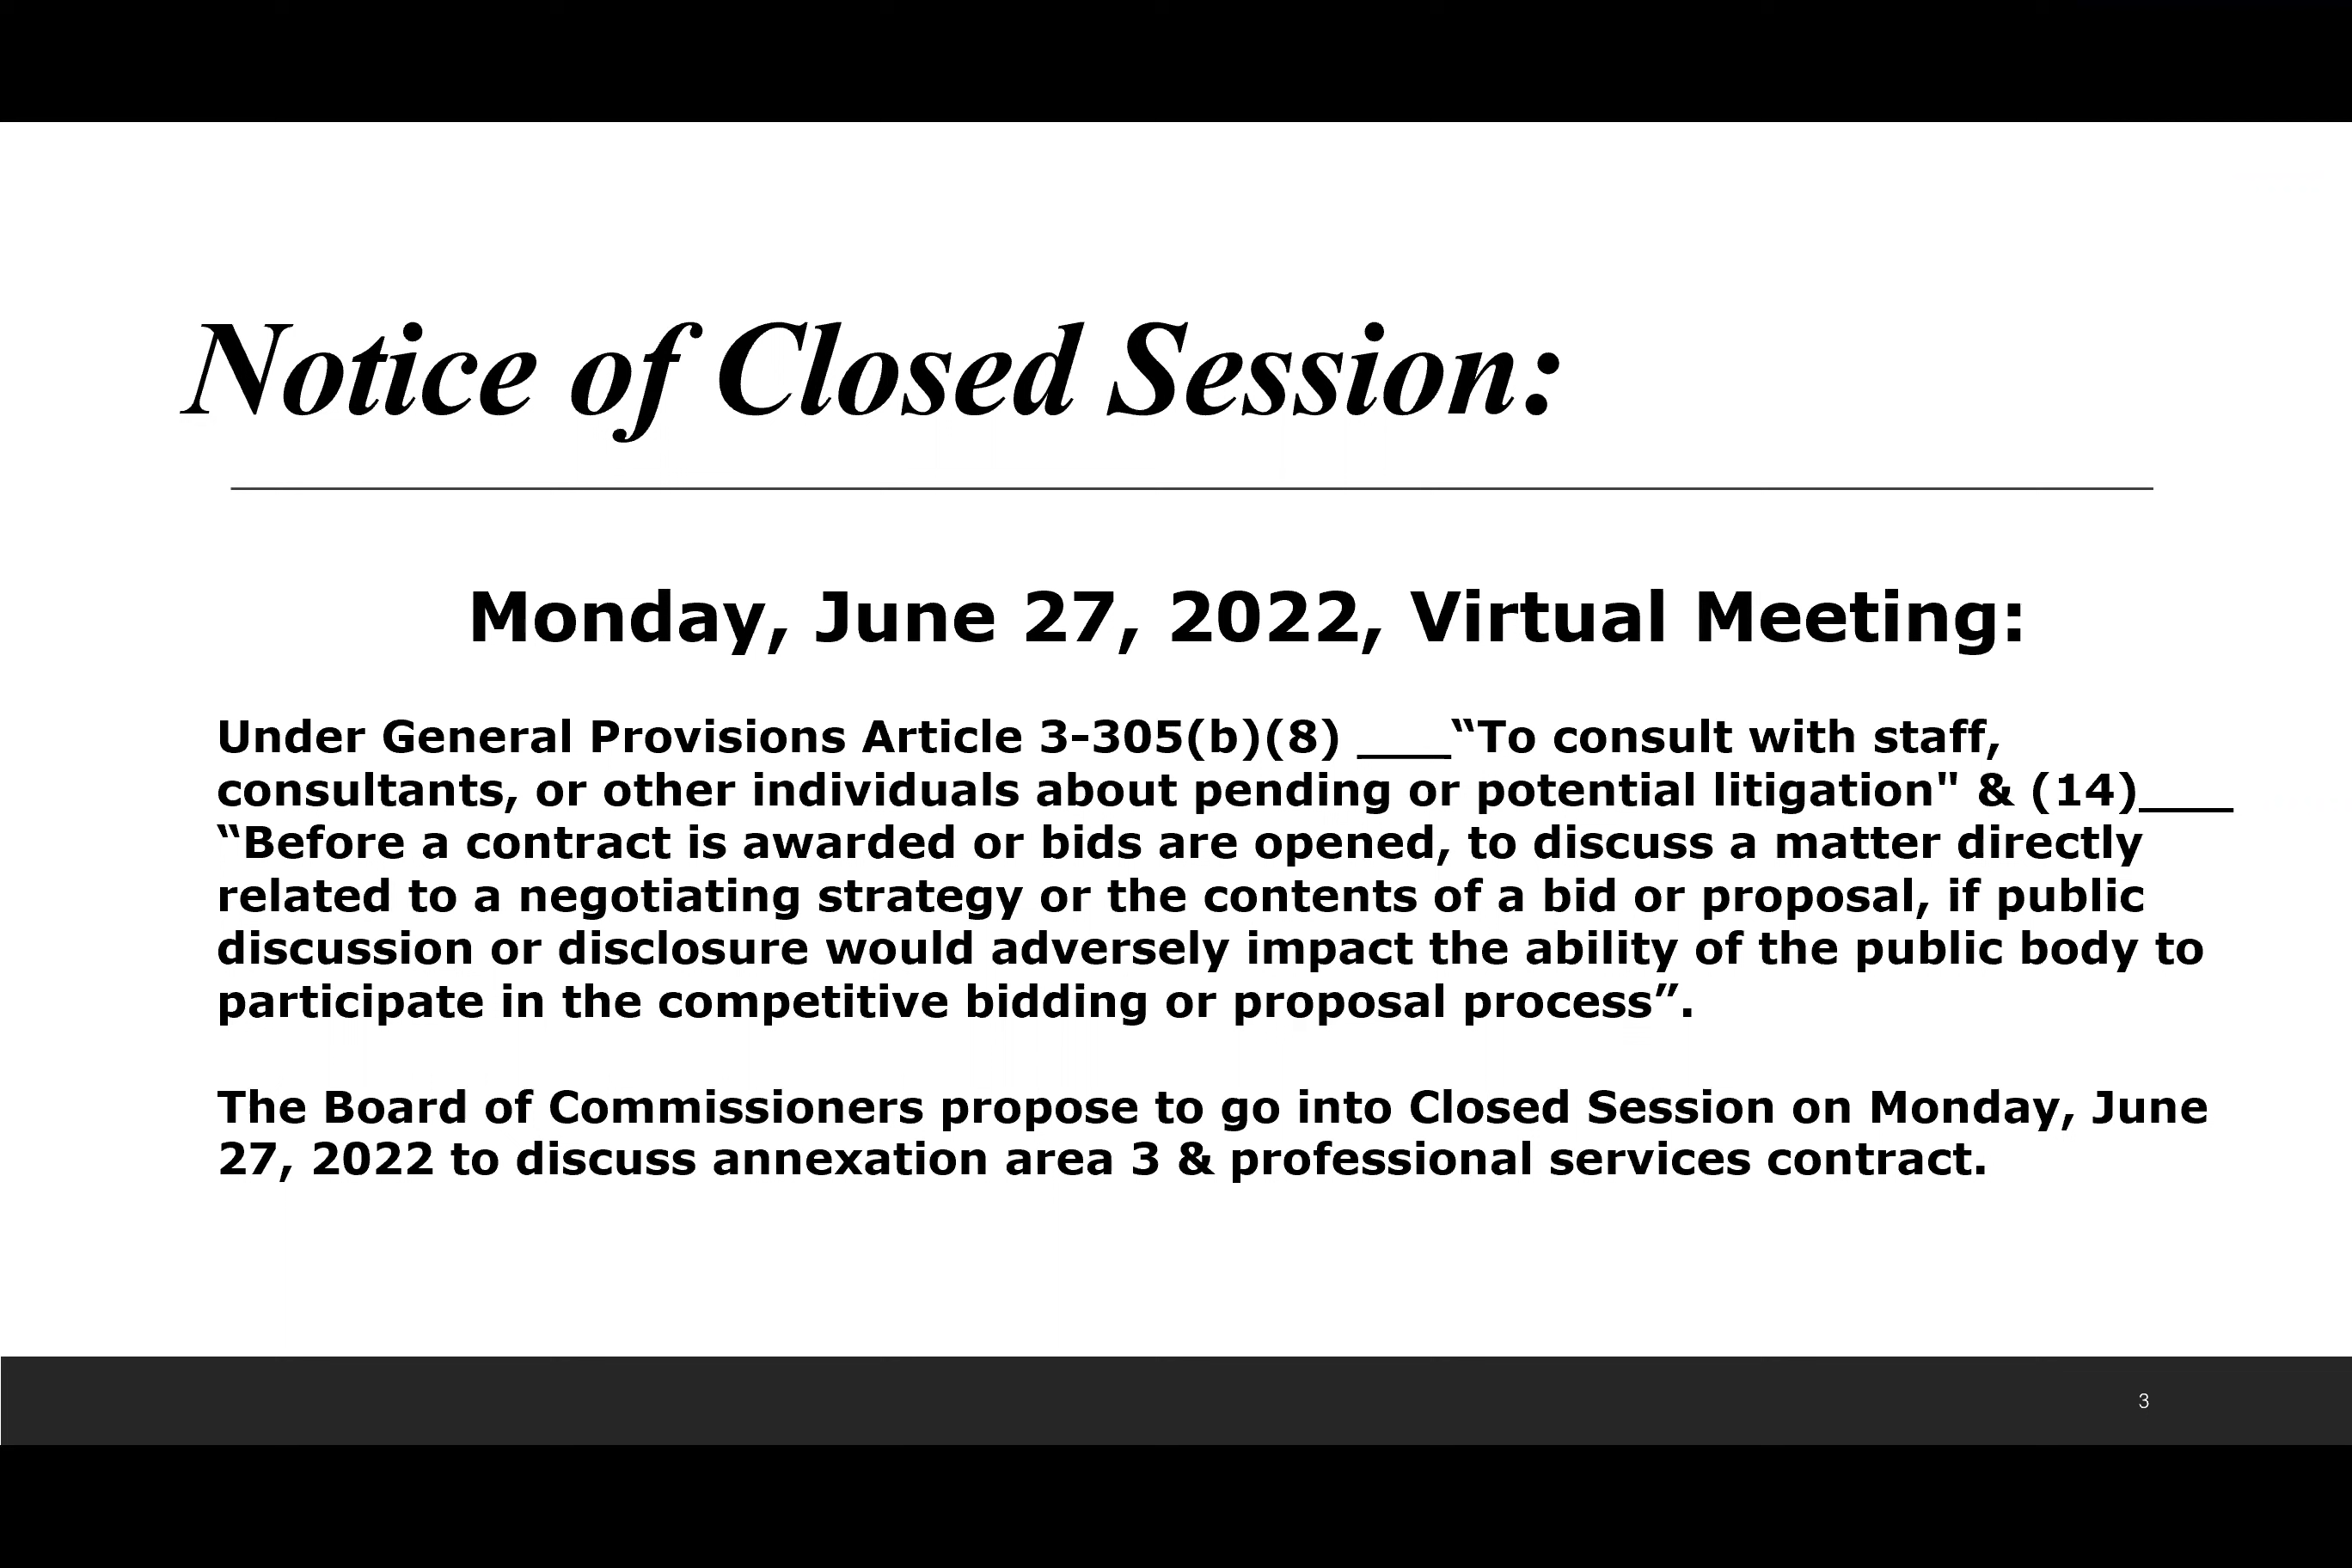 Notice of Closed Session:
Monday, June 27, 2022, Virtual Meeting:
Under General Provisions Article 3-305(b)(8) ___“To consult with staff,
consultants, or other individuals about pending or potential litigation" & (14)___
“Before a contract is awarded or bids are opened, to discuss a matter directly
related to a negotiating strategy or the contents of a bid or proposal, if public
discussion or disclosure would adversely impact the ability of the public body to
participate in the competitive bidding or proposal process”.
The Board of Commissioners propose to go into Closed Session on Monday, June
27, 2022 to discuss annexation area 3 & professional services contract.
3